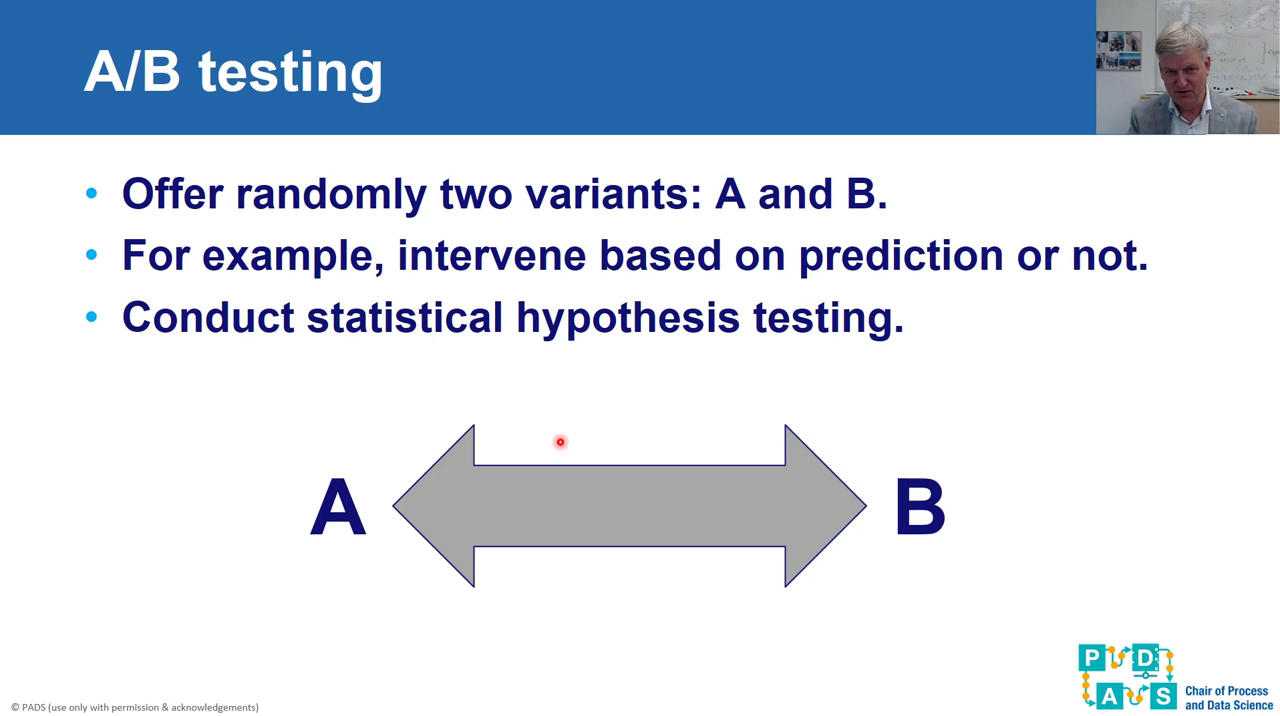 A/B testing
• Offer randomly two variants: A and B.
• For example, intervene based on prediction or not.
• Conduct statistical hypothesis testing.
A
B
P D
A S
Chair of Process
and Data Science
© PADS (use only with permission & acknowledgements)